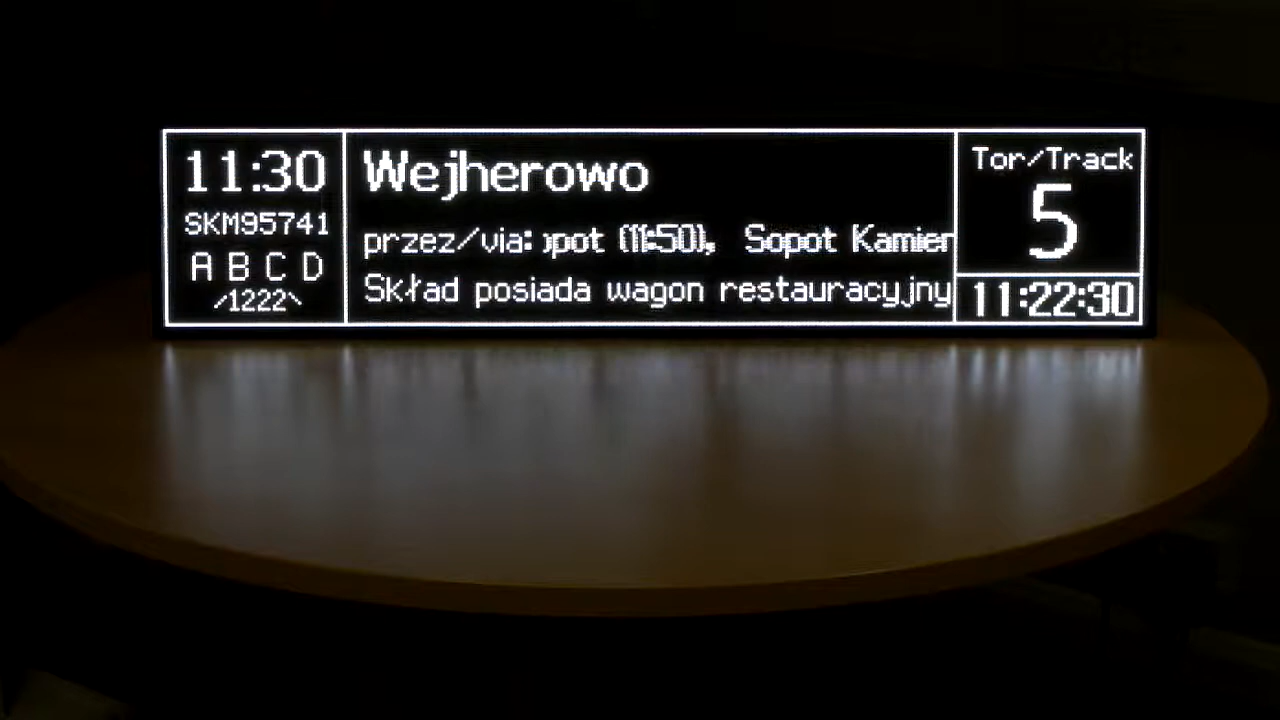 11:30
SKM95741
A B C D
/1222\
Wejherowo
przez/via: pot (11:50), Sopot Kamien
Skład posiada wagon restauracyjny
Tor/Track
5
11:22:30